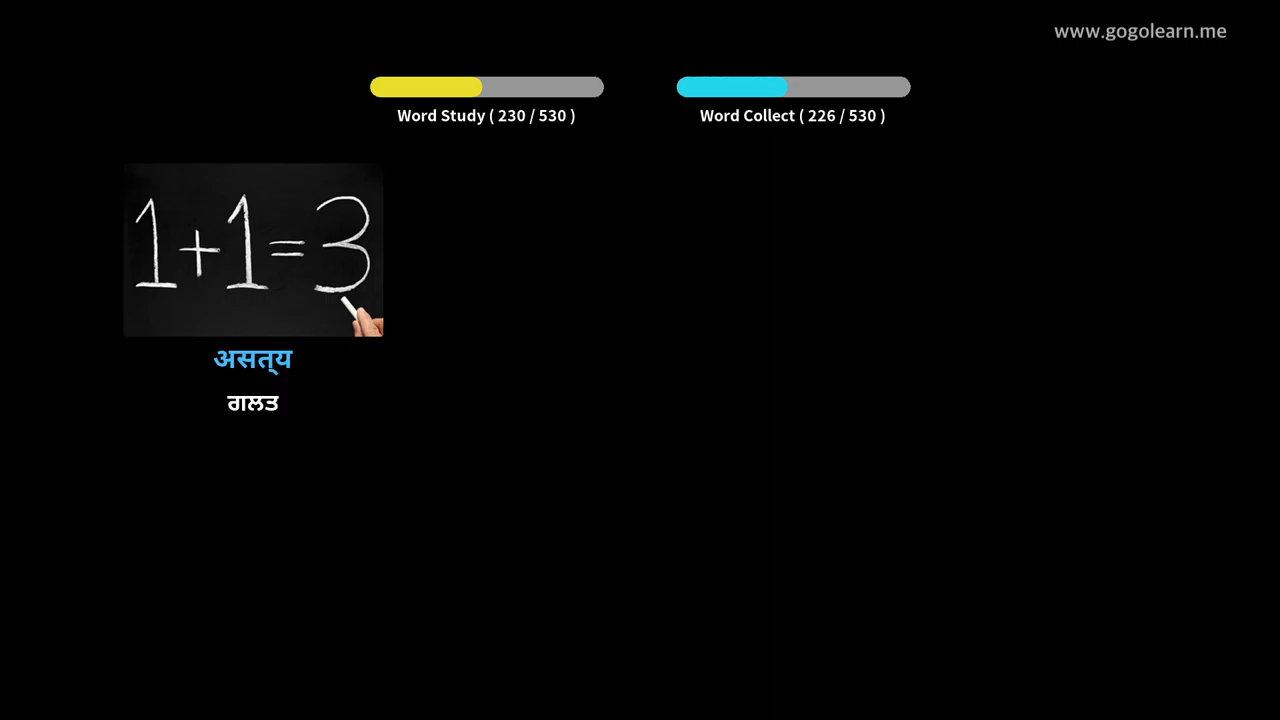 www.gogolearn.me
Word Study ( 230 / 530 )
Word Collect ( 226 / 530 )
1+1=3
असत्य
ਗਲਤ